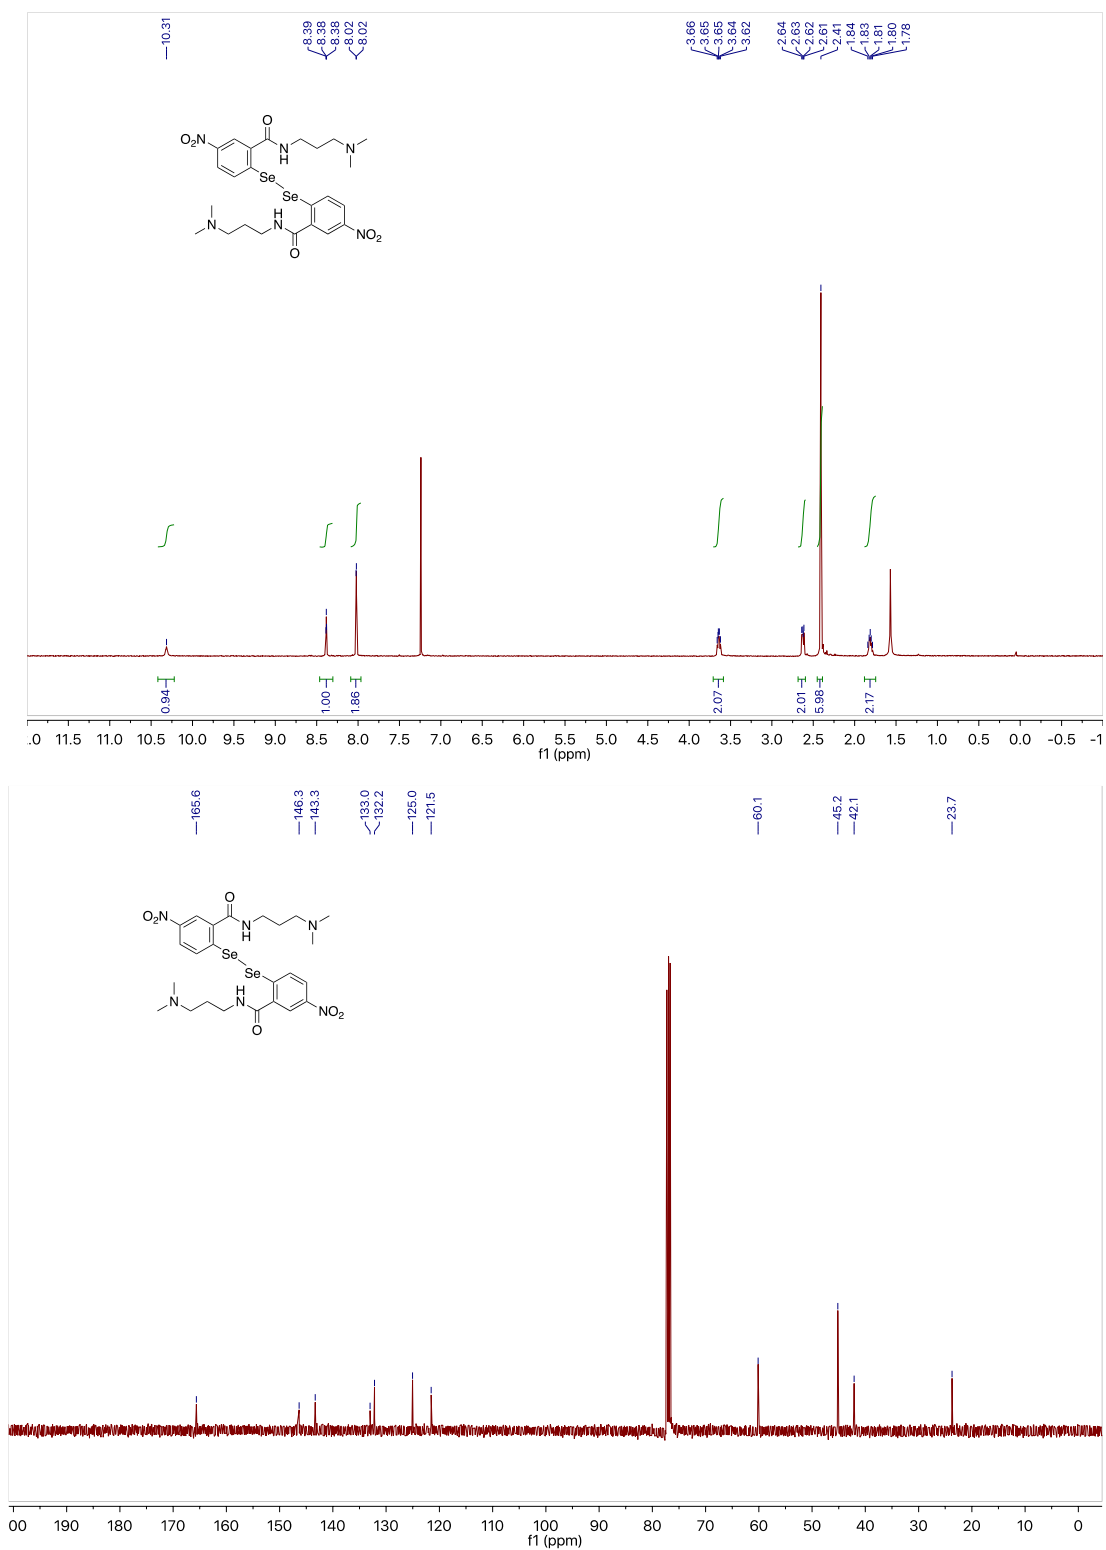 10.31
8.39
8.38
8.38
8.02
8.02
3.66
3.65
3.65
3.64
3.62
2.64
2.63
2.62
2.61
2.41
1.84
1.83
1.81
1.80
1.78
O
O₂N
N
H
N
Se
Se
H
N
N
O
NO₂
0.94
1.00
1.86
2.07
2.01
5.98
2.17
.0 11.5 11.0 10.5 10.0 9.5 9.0 8.5 8.0 7.5 7.0 6.5 6.0 5.5 5.0 4.5 4.0 3.5 3.0 2.5 2.0 1.5 1.0 0.5 0.0 -0.5 -1
f1 (ppm)
165.6
146.3
143.3
133.0
132.2
125.0
121.5
60.1
45.2
42.1
23.7
O
O₂N
N
H
N
Se
Se
H
N
N
O
NO₂
00 190 180 170 160 150 140 130 120 110 100 90 80 70 60 50 40 30 20 10 0
f1 (ppm)